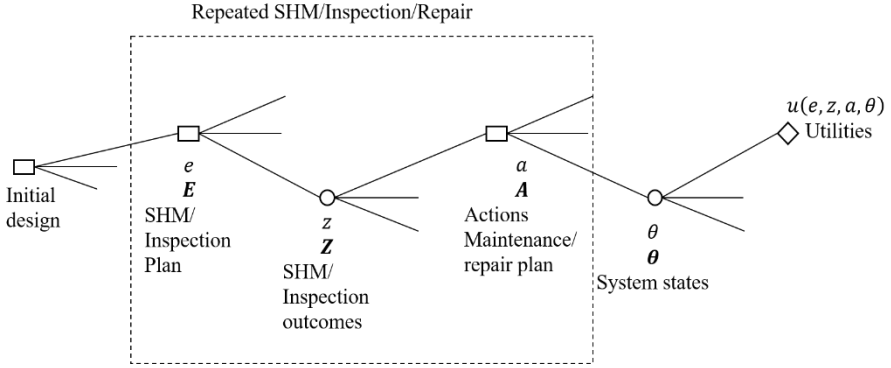 Repeated SHM/Inspection/Repair
Initial
design
e
E
SHM/
Inspection
Plan
z
Z
SHM/
Inspection
outcomes
a
A
Actions
Maintenance/
repair plan
θ
θ
System states
u(e, z, a, θ)
Utilities